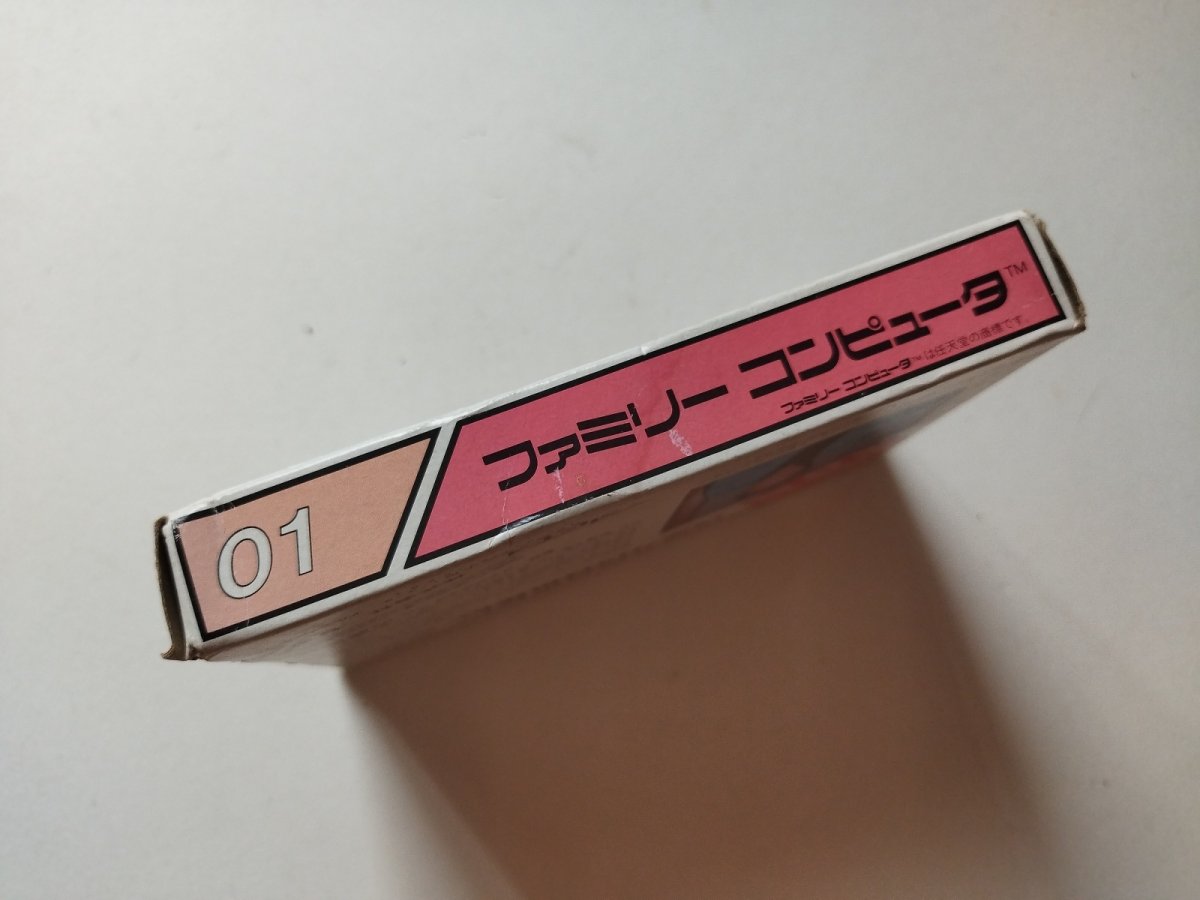 01
ファミリー コンピュータ™
ファミリー コンピュータ™は任天堂の商標です。